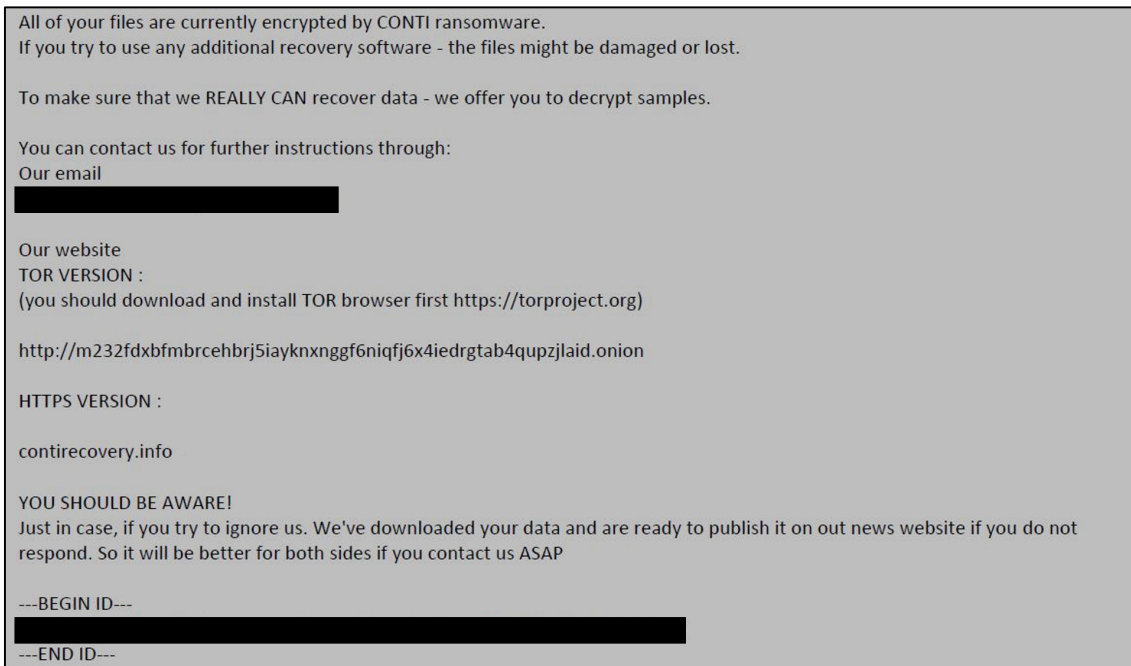 All of your files are currently encrypted by CONTI ransomware.
If you try to use any additional recovery software - the files might be damaged or lost.
To make sure that we REALLY CAN recover data - we offer you to decrypt samples.
You can contact us for further instructions through:
Our email
Our website
TOR VERSION :
(you should download and install TOR browser first https://torproject.org)
http://m232fdxbfmbrcehbrj5iayknxnggf6niqfj6x4iedrgtab4qupzjlaid.onion
HTTPS VERSION :
contirecovery.info
YOU SHOULD BE AWARE!
Just in case, if you try to ignore us. We've downloaded your data and are ready to publish it on out news website if you do not
respond. So it will be better for both sides if you contact us ASAP
---BEGIN ID---
---END ID---